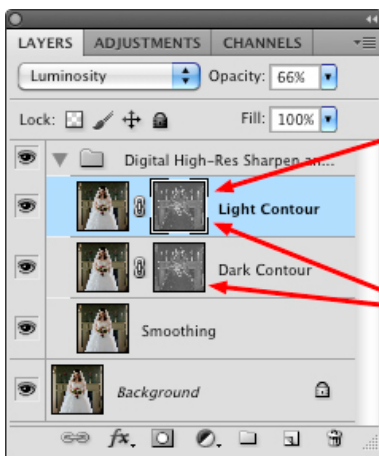 LAYERS ADJUSTMENTS CHANNELS
Luminosity Opacity: 66%
Lock: Fill: 100%
Digital High-Res Sharpen an...
Light Contour
Dark Contour
Smoothing
Background
fx.